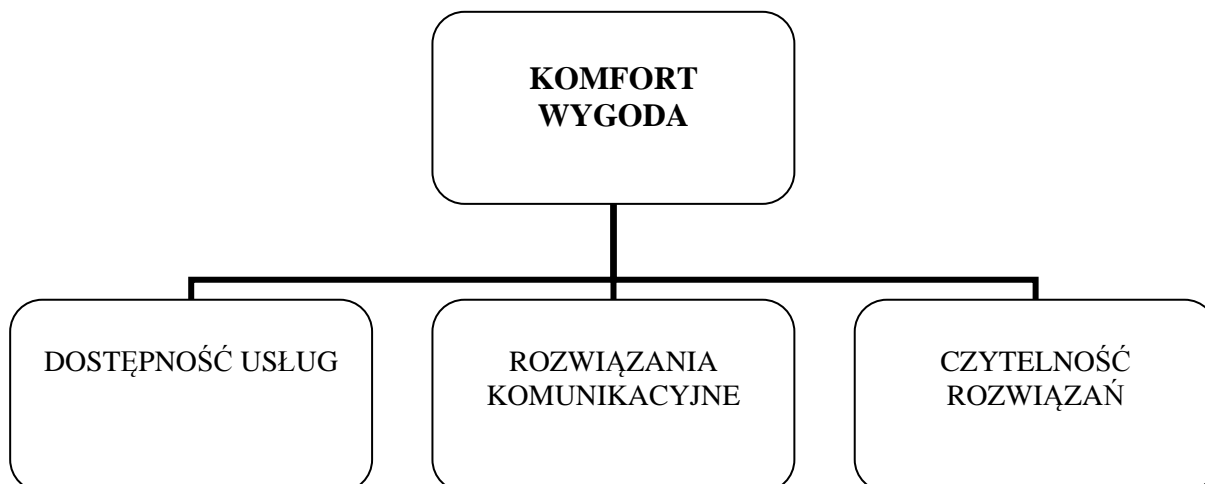 KOMFORT
WYGODA
DOSTĘPNOŚĆ USŁUG
ROZWIĄZANIA
KOMUNIKACYJNE
CZYTELNOŚĆ
ROZWIĄZAŃ